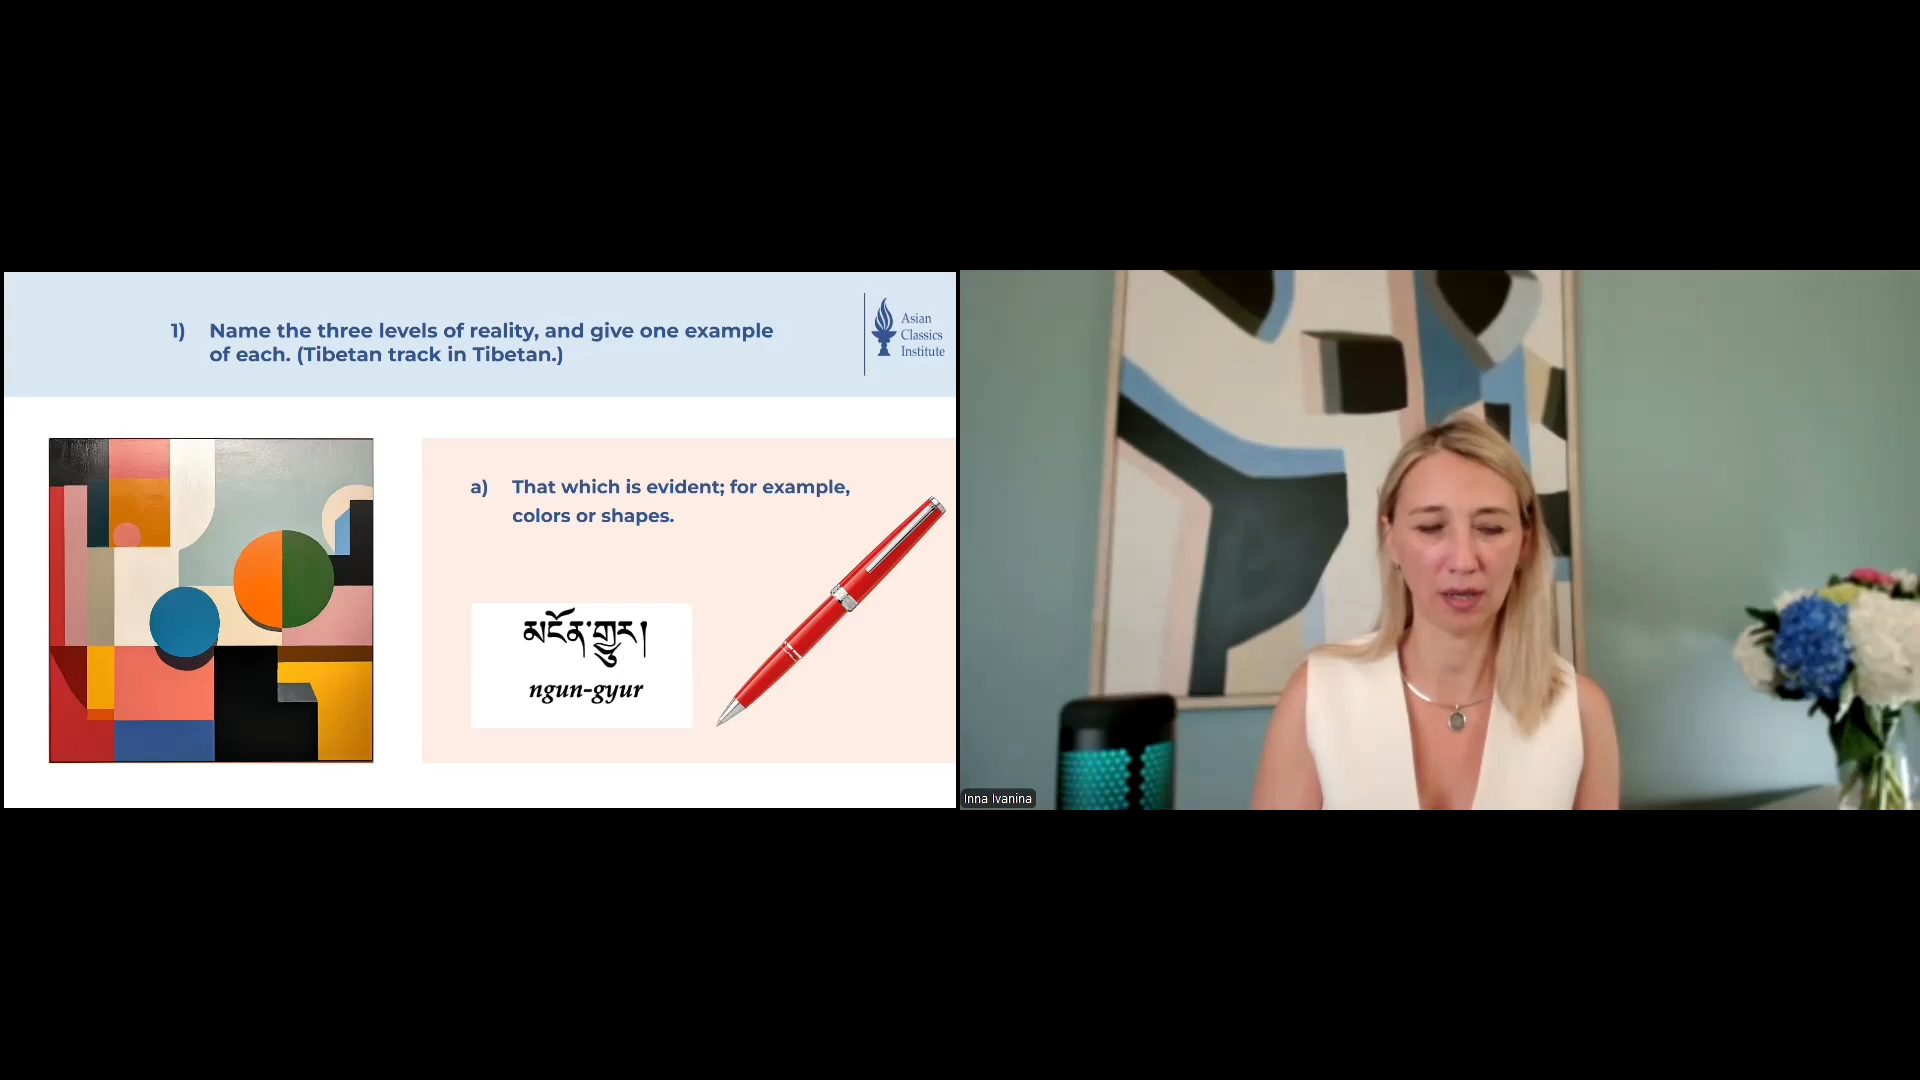 1) Name the three levels of reality, and give one example
of each. (Tibetan track in Tibetan.)
Asian
Classics
Institute
a) That which is evident; for example,
colors or shapes.
མངོན་གྱུར།
ngun-gyur
Inna Ivanina